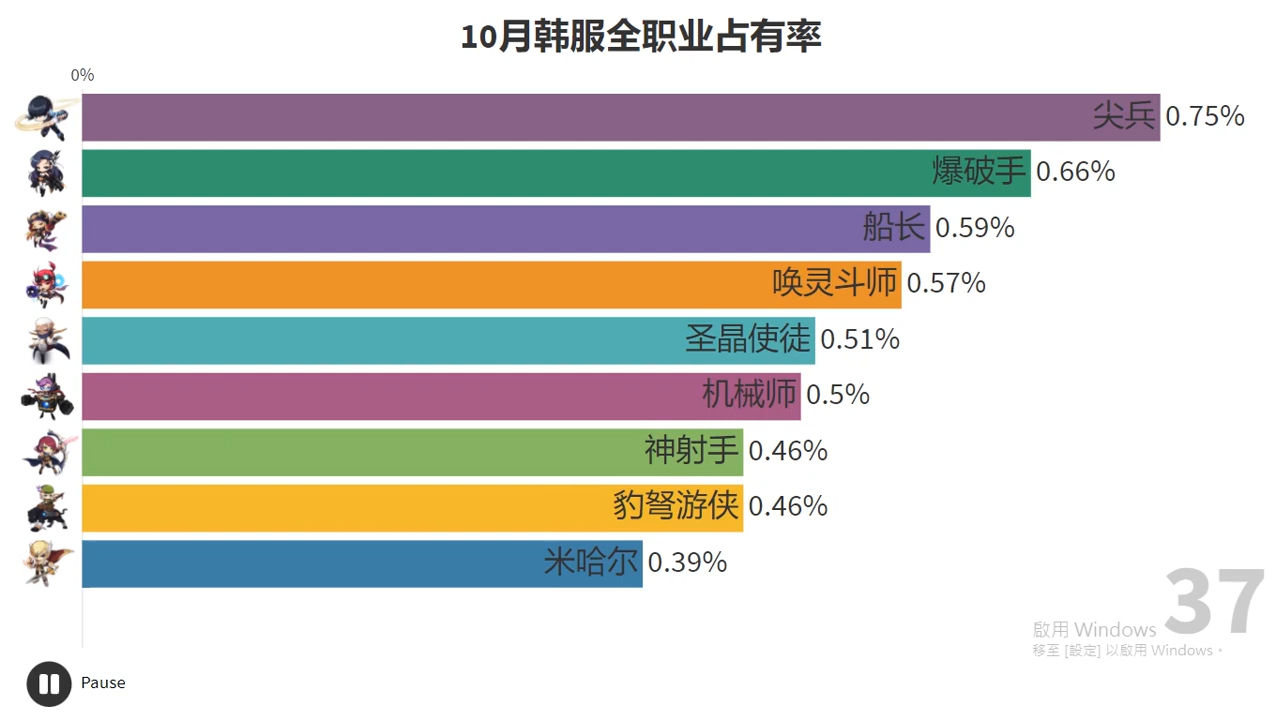 10月韩服全职业占有率
0%
尖兵 0.75%
爆破手 0.66%
船长 0.59%
唤灵斗师 0.57%
圣晶使徒 0.51%
机械师 0.5%
神射手 0.46%
豹弩游侠 0.46%
米哈尔 0.39%
37
啟用 Windows
移至 [設定] 以啟用 Windows。
Pause